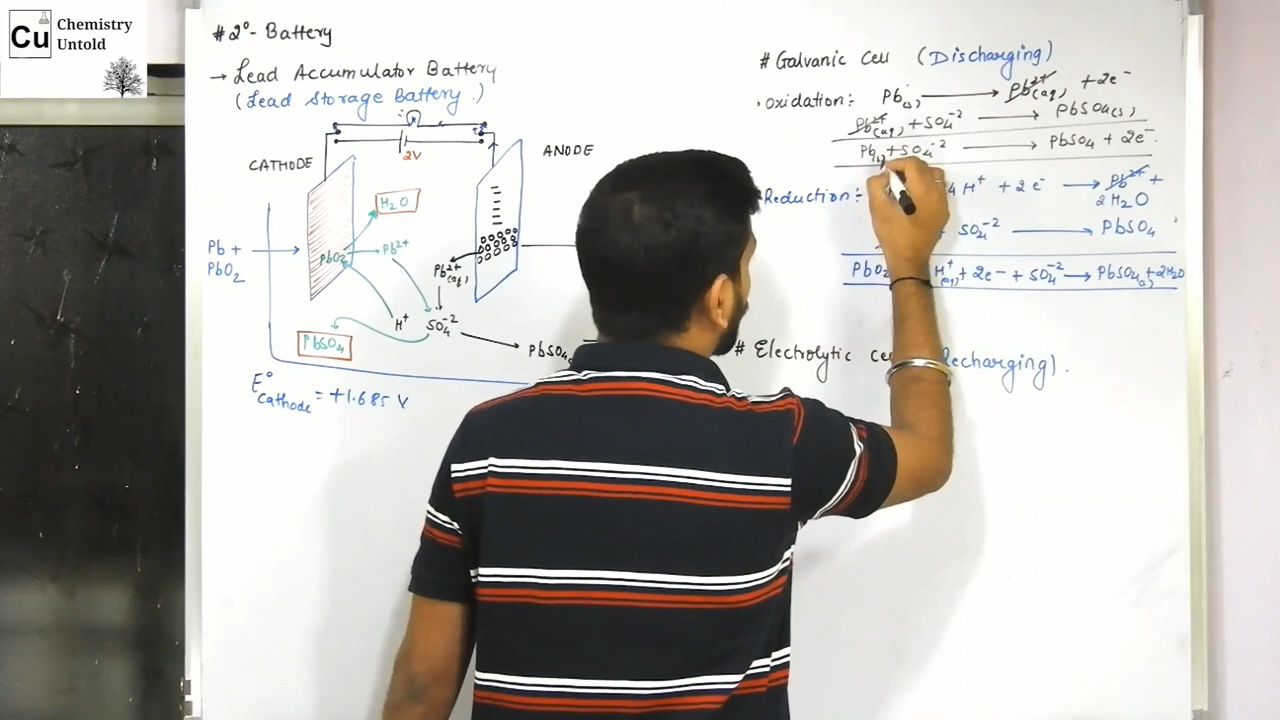 Cu Chemistry
Untold
#2°- Battery
→ Lead Accumulator Battery
(Lead Storage Battery.)
CATHODE
2V
ANODE
H2O
Pb +
PbO2
PbO2
Pb²⁺
Pb²⁺(aq)
H⁺
SO4⁻²
PbSO4
PbSO4
E°cathode = +1.685 V
# Galvanic Cell (Discharging)
.oxidation:- Pb(s) → Pb²⁺(aq) + 2e⁻
Pb²⁺(aq) + SO4⁻² → PbSO4(s)
Pb(s) + SO4⁻² → PbSO4 + 2e⁻.
Reduction:- 4H⁺ + 2e⁻ → Pb²⁺ +
2H2O
+ SO4⁻² → PbSO4
PbO2 H⁺(aq) + 2e- + SO4⁻² → PbSO4(s) + 2H2O
# Electrolytic ce Recharging).